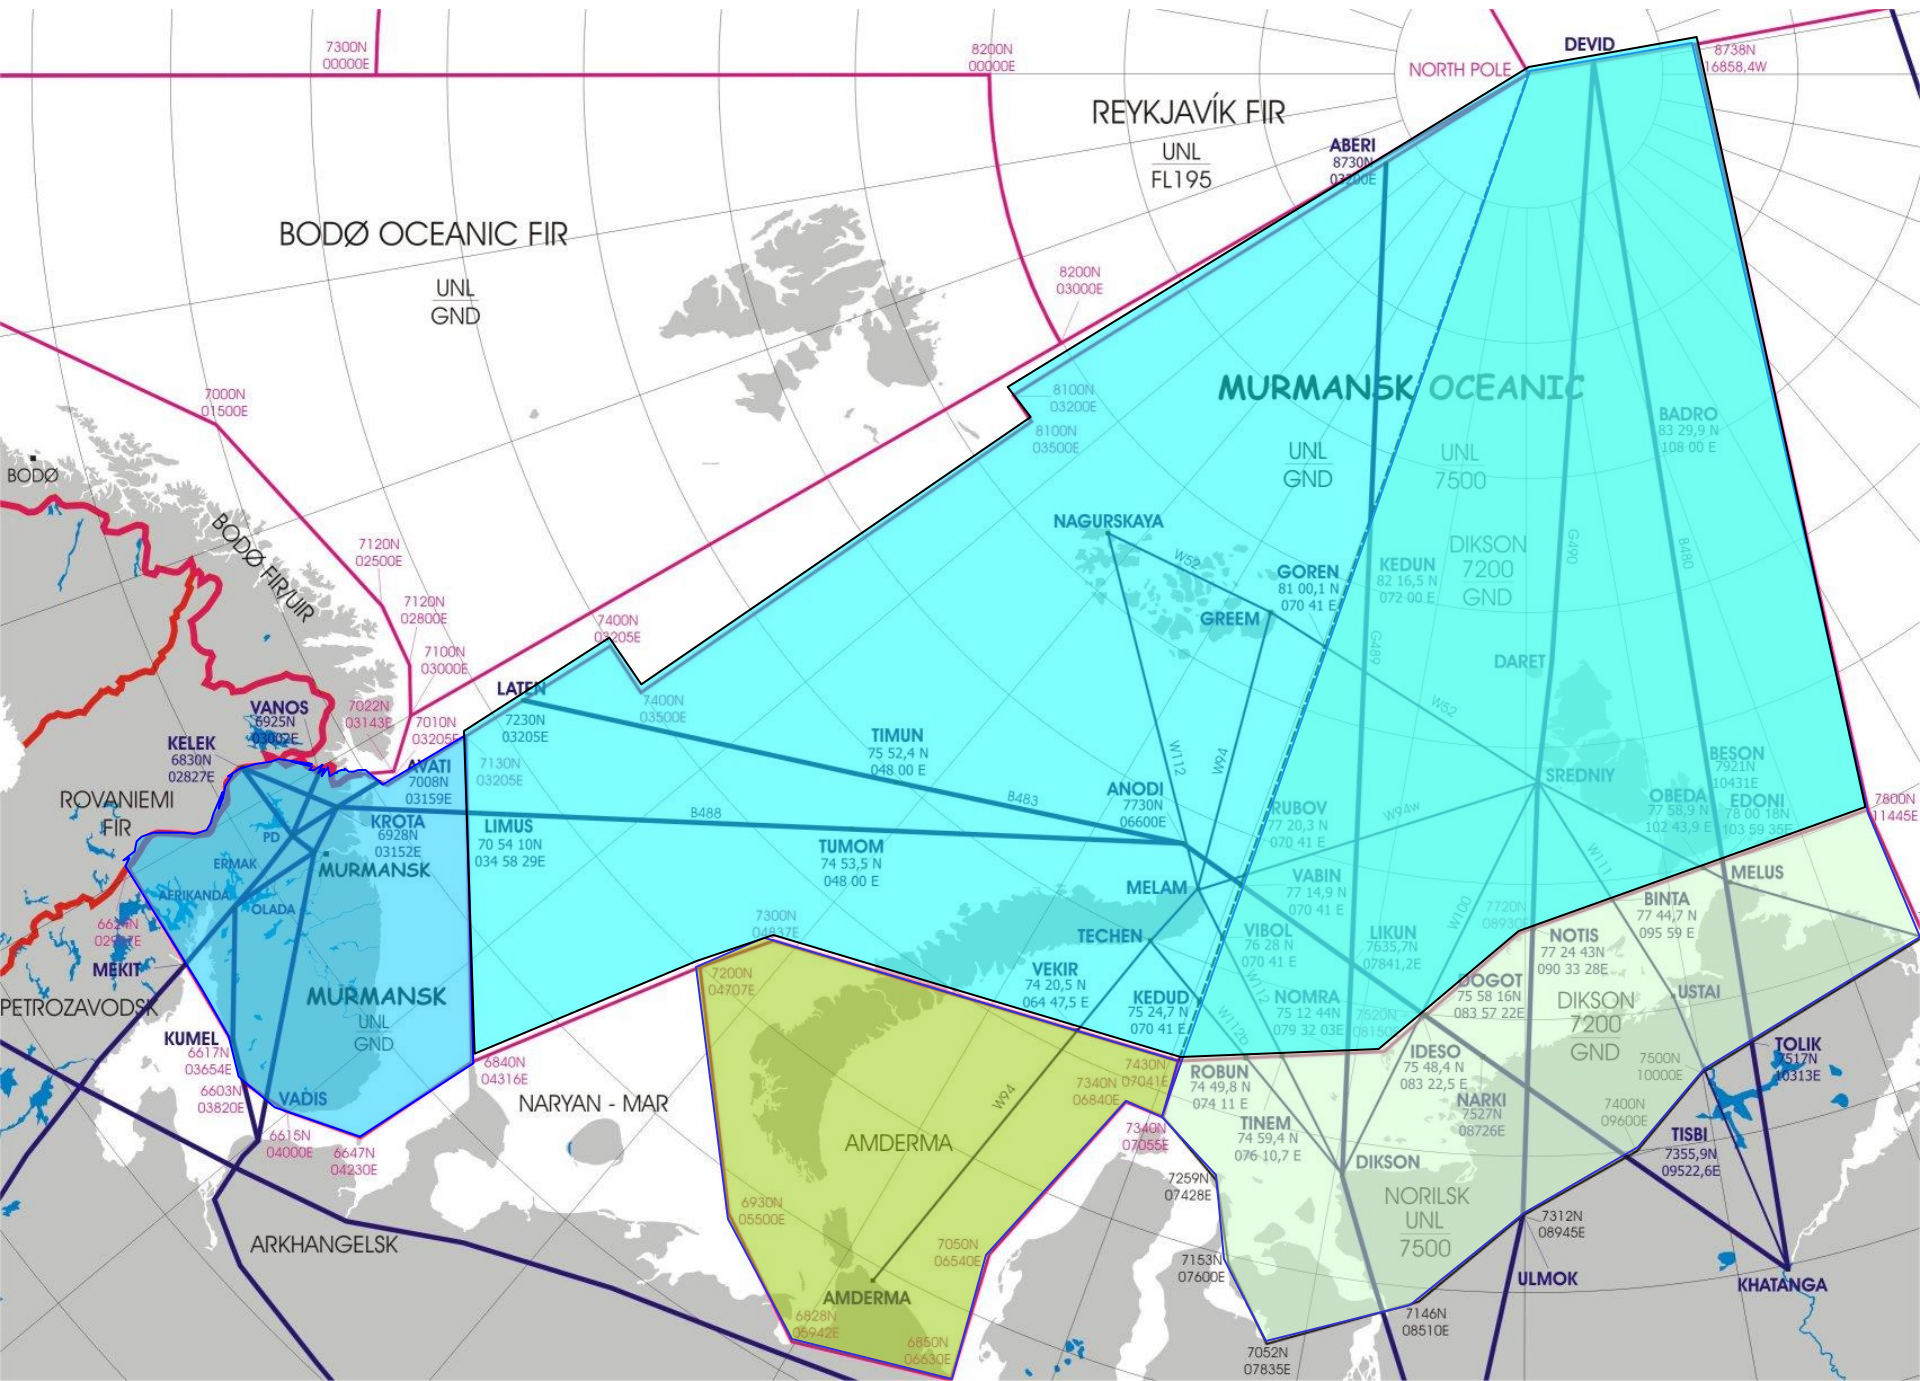 7300N
00000E
8200N
00000E
DEVID
NORTH POLE
8738N
16858,4W
REYKJAVÍK FIR
UNL
FL195
ABERI
8730N
03200E
BODØ OCEANIC FIR
UNL
GND
8200N
03000E
7000N
01500E
8100N
03200E
8100N
03500E
MURMANSK OCEANIC
UNL
GND
UNL
7500
BADRO
83 29,9 N
108 00 E
BODØ
BODØ FIR/UIR
NAGURSKAYA
W52
7120N
02500E
DIKSON
7200
GND
G490
B480
GOREN
81 00,1 N
070 41 E
KEDUN
82 16,5 N
072 00 E
GREEM
7120N
02800E
7400N
03205E
G489
7100N
03000E
DARET
W52
LATEN
7230N
03205E
7400N
03500E
VANOS
6925N
03002E
7022N
03143E
7010N
03205E
KELEK
6830N
02827E
TIMUN
75 52,4 N
048 00 E
W112
W94
AVATI
7008N
03159E
7130N
03205E
BESON
7921N
10431E
SREDNIY
ANODI
7730N
06600E
B483
B488
RUBOV
77 20,3 N
070 41 E
W94w
OBEDA
77 58,9 N
102 43,9 E
EDONI
78 00 18N
103 59 35E
7800N
11445E
ROVANIEMI
FIR
PD
KROTA
6928N
03152E
LIMUS
70 54 10N
034 58 29E
TUMOM
74 53,5 N
048 00 E
ERMAK
MURMANSK
AFRIKANDA
OLADA
MELAM
VABIN
77 14,9 N
070 41 E
W111
MELUS
BINTA
77 44,7 N
095 59 E
W100
7720N
08930E
7300N
04837E
TECHEN
VIBOL
76 28 N
070 41 E
LIKUN
7635,7N
07841,2E
NOTIS
77 24 43N
090 33 28E
MEKIT
7200N
04707E
VEKIR
74 20,5 N
064 47,5 E
KEDUD
75 24,7 N
070 41 E
W112
NOMRA
75 12 44N
079 32 03E
DOGOT
75 58 16N
083 57 22E
DIKSON
7200
GND
USTAI
PETROZAVODSK
MURMANSK
UNL
GND
W112b
KUMEL
6617N
03654E
6603N
03820E
VADIS
6840N
04316E
IDESO
75 48,4 N
083 22,5 E
7500N
10000E
TOLIK
7517N
10313E
7430N
07041E
7340N
06840E
ROBUN
74 49,8 N
074 11 E
NARKI
7527N
08726E
7400N
09600E
NARYAN - MAR
W94
6615N
04000E
6647N
04230E
AMDERMA
7340N
07055E
TINEM
74 59,4 N
076 10,7 E
TISBI
7355,9N
09522,6E
DIKSON
7259N
07428E
NORILSK
UNL
7500
6930N
05500E
7312N
08945E
ARKHANGELSK
7050N
06540E
7153N
07600E
ULMOK
KHATANGA
AMDERMA
6828N
05942E
6850N
06630E
7146N
08510E
7052N
07835E